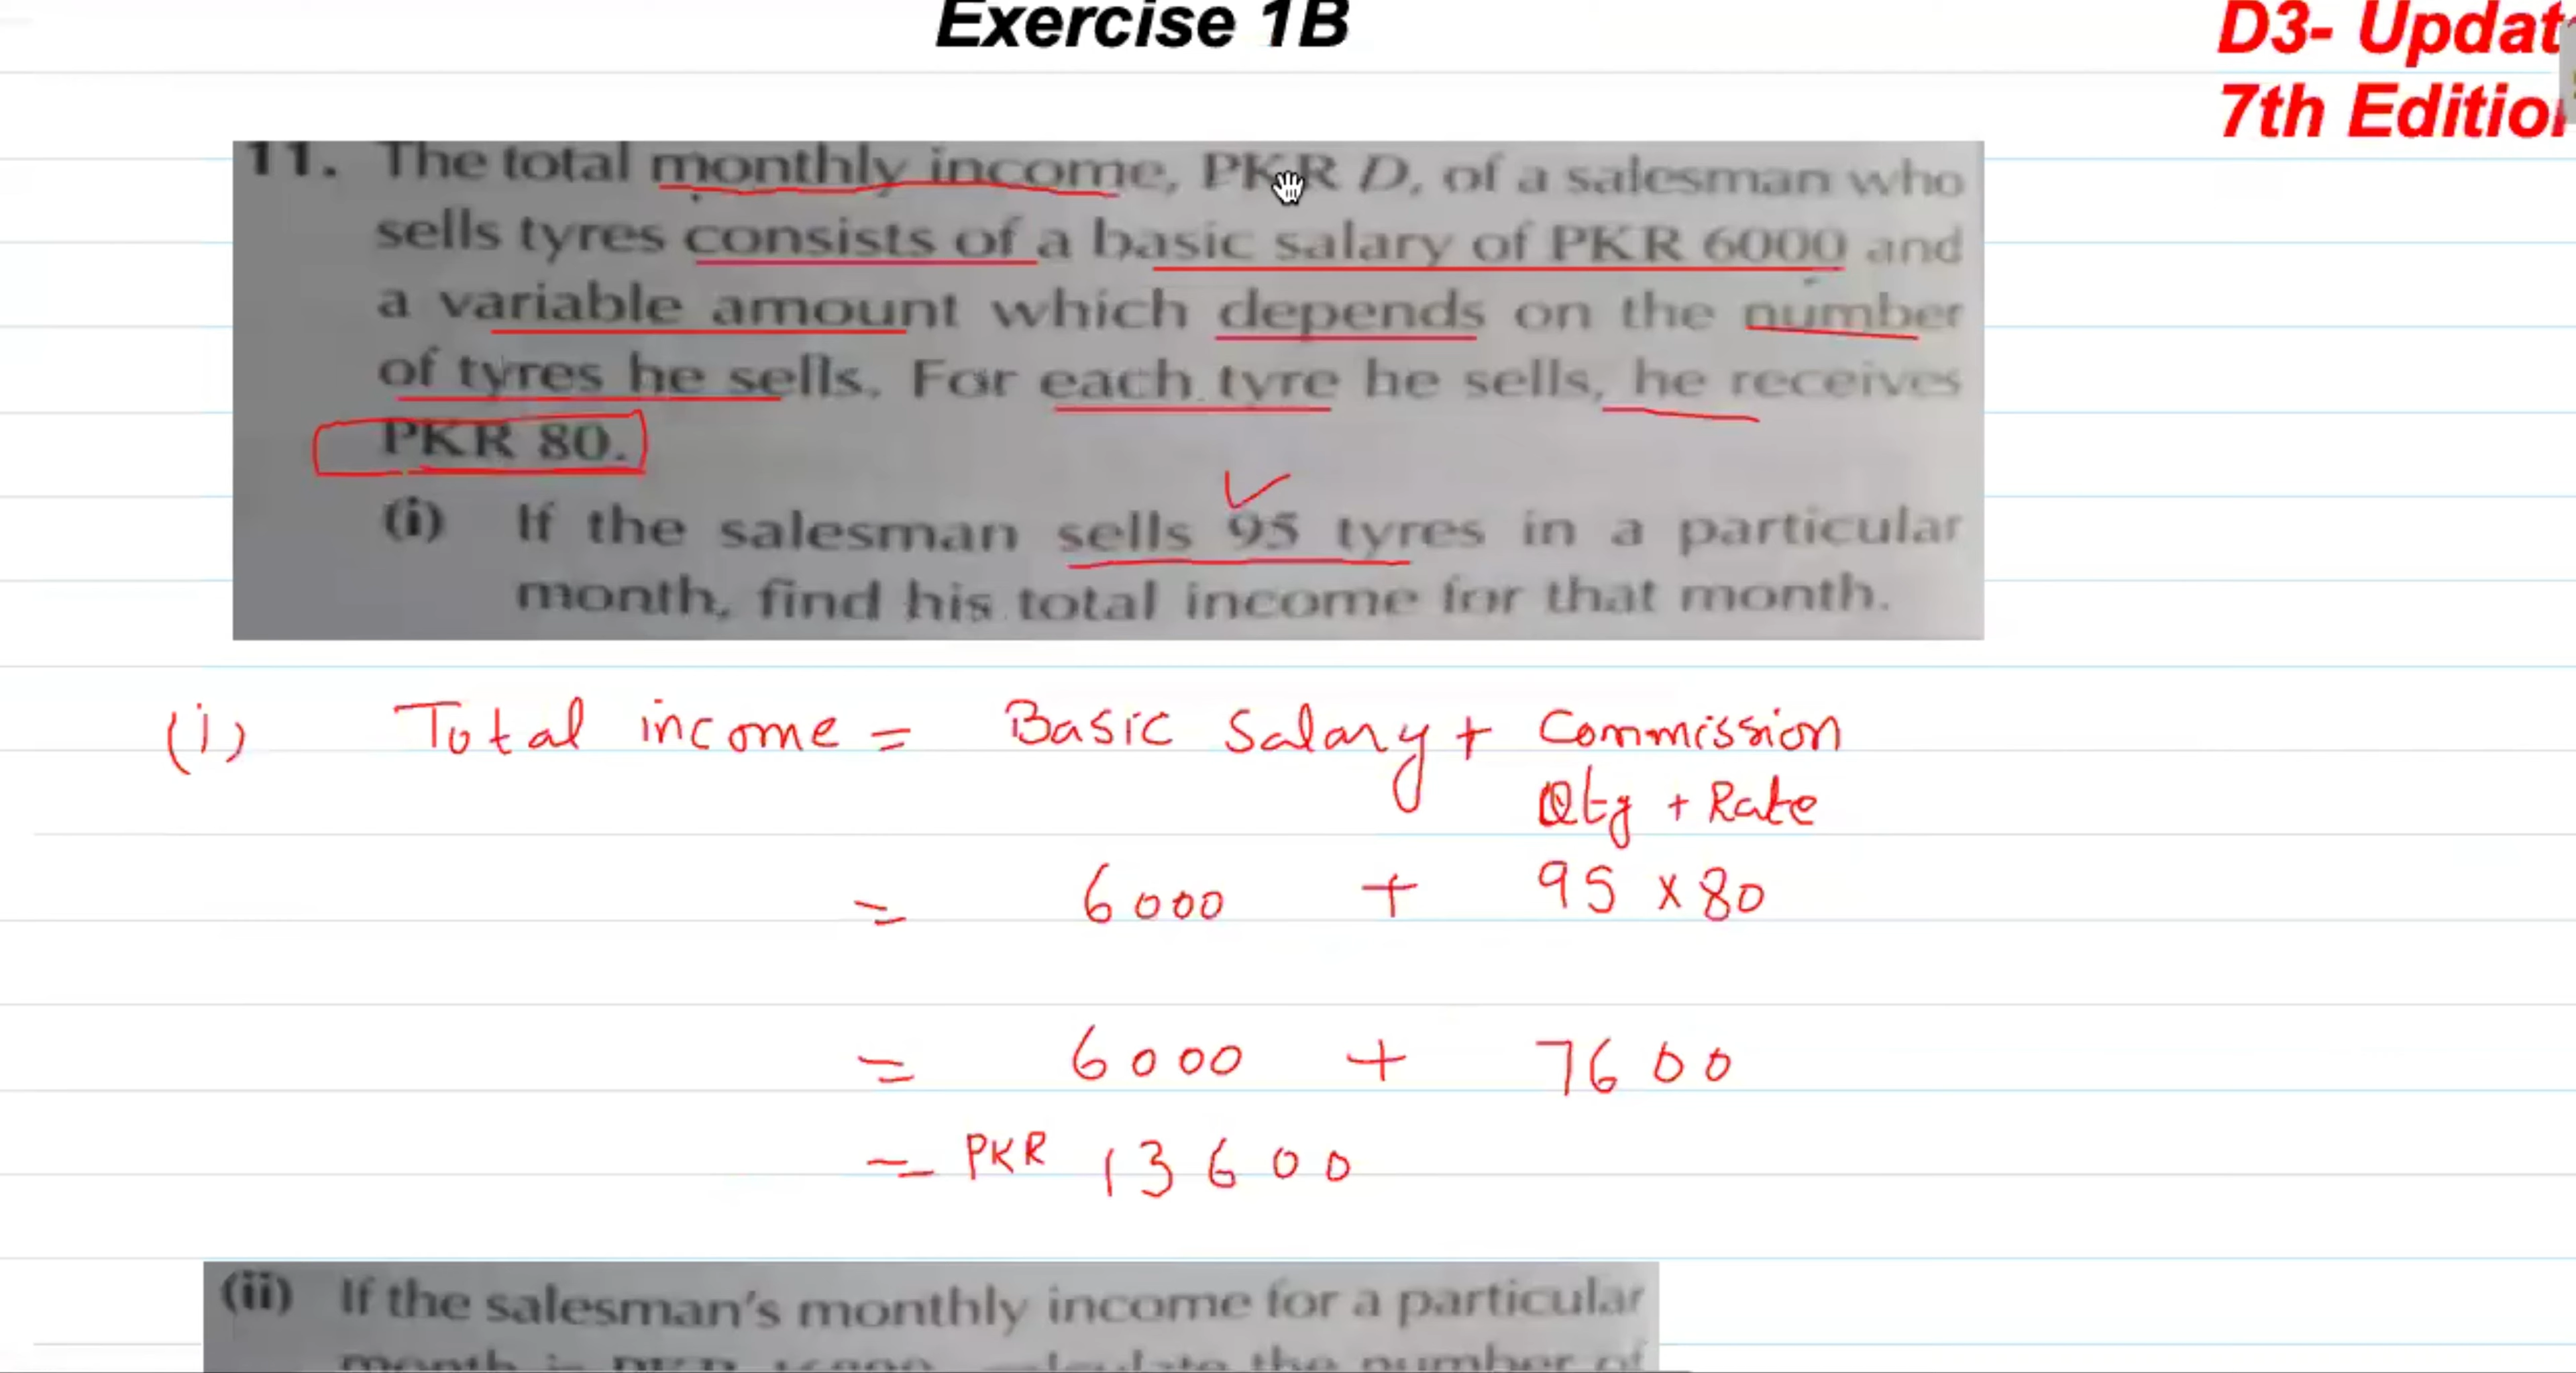 Exercise 1B
D3- Updat
7th Editio
11. The total monthly income, PKR D, of a salesman who
sells tyres consists of a basic salary of PKR 6000 and
a variable amount which depends on the number
of tyres he sells. For each tyre he sells, he receives
PKR 80.
(i) If the salesman sells 95 tyres in a particular
month, find his total income for that month.
(i) Total income = Basic Salary + Commission
Qty + Rate
= 6000 + 95 x 80
= 6000 + 7600
= PKR 13600
(ii) If the salesman's monthly income for a particular
the number of